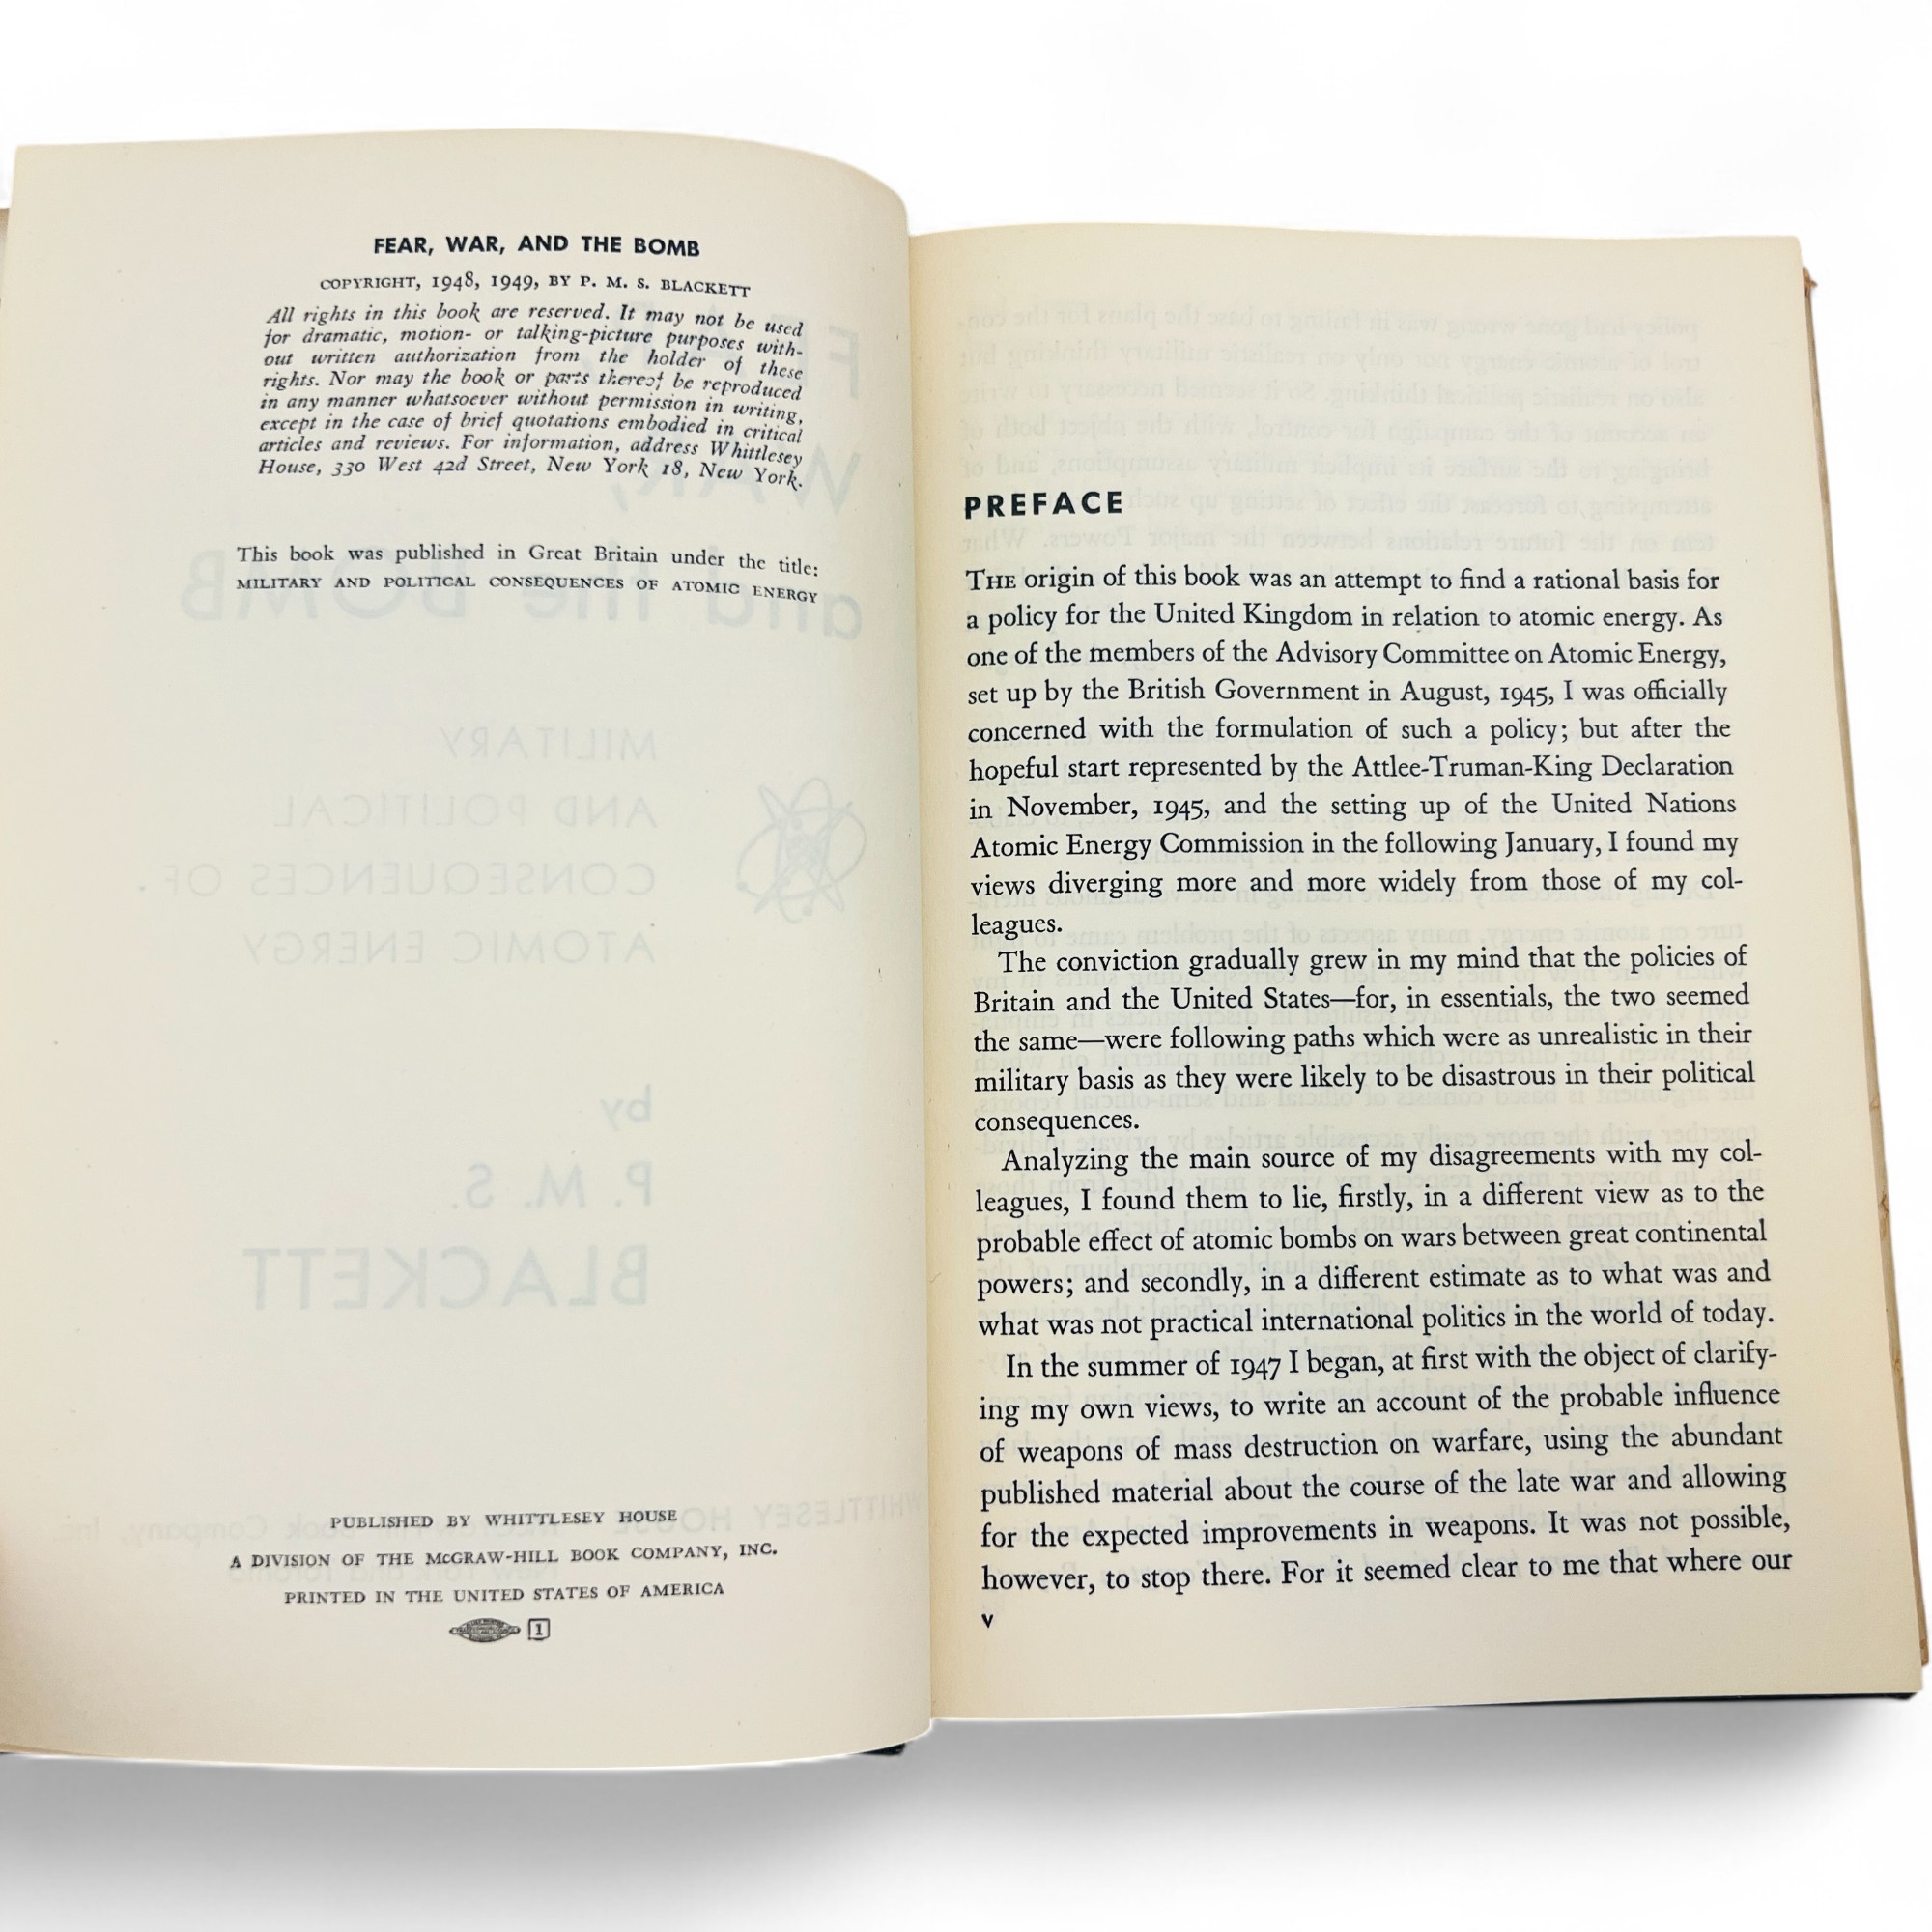 FEAR, WAR, AND THE BOMB
COPYRIGHT, 1948, 1949, BY P. M. S. BLACKETT
All rights in this book are reserved. It may not be used
for dramatic, motion- or talking-picture purposes with-
out written authorization from the holder of these
rights. Nor may the book or parts thereof be reproduced
in any manner whatsoever without permission in writing,
except in the case of brief quotations embodied in critical
articles and reviews. For information, address Whittlesey
House, 330 West 42d Street, New York 18, New York.
This book was published in Great Britain under the title:
MILITARY AND POLITICAL CONSEQUENCES OF ATOMIC ENERGY
PUBLISHED BY WHITTLESEY HOUSE
A DIVISION OF THE McGRAW-HILL BOOK COMPANY, INC.
PRINTED IN THE UNITED STATES OF AMERICA
1
PREFACE
THE origin of this book was an attempt to find a rational basis for
a policy for the United Kingdom in relation to atomic energy. As
one of the members of the Advisory Committee on Atomic Energy,
set up by the British Government in August, 1945, I was officially
concerned with the formulation of such a policy; but after the
hopeful start represented by the Attlee-Truman-King Declaration
in November, 1945, and the setting up of the United Nations
Atomic Energy Commission in the following January, I found my
views diverging more and more widely from those of my col-
leagues.
The conviction gradually grew in my mind that the policies of
Britain and the United States—for, in essentials, the two seemed
the same—were following paths which were as unrealistic in their
military basis as they were likely to be disastrous in their political
consequences.
Analyzing the main source of my disagreements with my col-
leagues, I found them to lie, firstly, in a different view as to the
probable effect of atomic bombs on wars between great continental
powers; and secondly, in a different estimate as to what was and
what was not practical international politics in the world of today.
In the summer of 1947 I began, at first with the object of clarify-
ing my own views, to write an account of the probable influence
of weapons of mass destruction on warfare, using the abundant
published material about the course of the late war and allowing
for the expected improvements in weapons. It was not possible,
however, to stop there. For it seemed clear to me that where our
v